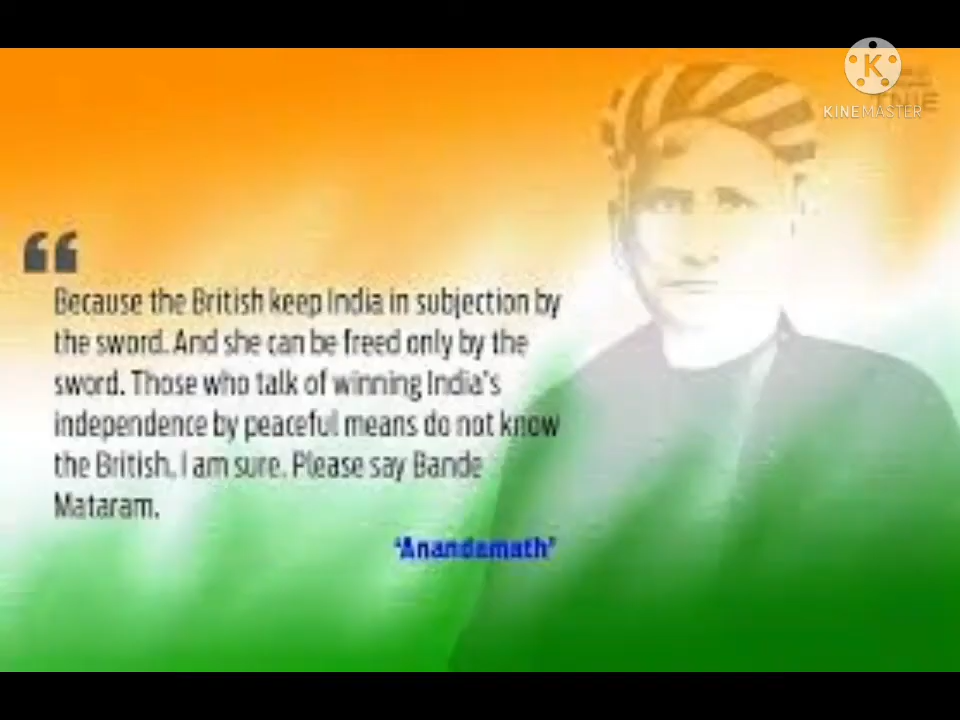 KINEMASTER
“
Because the British keep India in subjection by
the sword. And she can be freed only by the
sword. Those who talk of winning India's
independence by peaceful means do not know
the British. I am sure. Please say Bande
Mataram.
‘Anandamath’